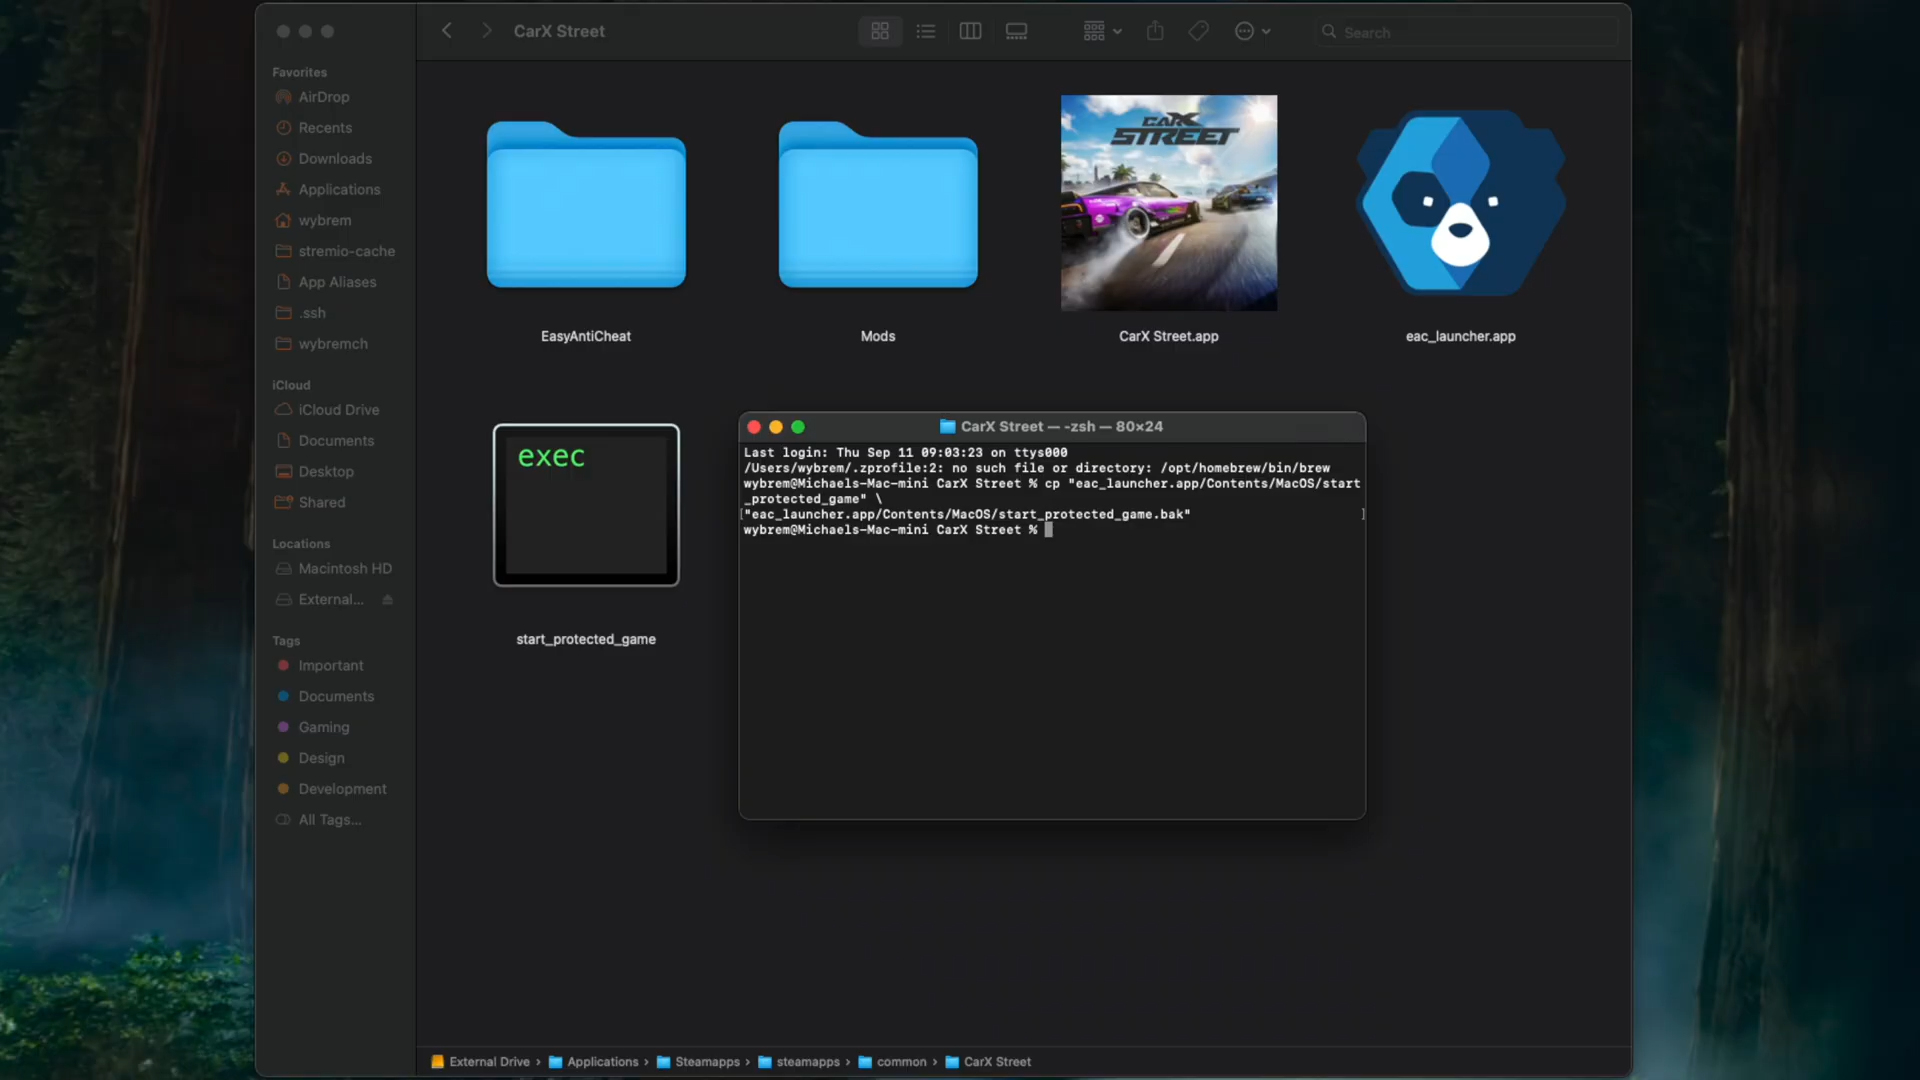 CarX Street
Search
Favorites
AirDrop
Recents
Downloads
Applications
wybrem
stremio-cache
App Aliases
.ssh
wybremch
iCloud
iCloud Drive
Documents
Desktop
Shared
Locations
Macintosh HD
External...
Tags
Important
Documents
Gaming
Design
Development
All Tags...
CARX
STREET
EasyAntiCheat
Mods
CarX Street.app
eac_launcher.app
exec
start_protected_game
CarX Street — -zsh — 80×24
Last login: Thu Sep 11 09:03:23 on ttys000
/Users/wybrem/.zprofile:2: no such file or directory: /opt/homebrew/bin/brew
wybrem@Michaels-Mac-mini CarX Street % cp "eac_launcher.app/Contents/MacOS/start
_protected_game" \
["eac_launcher.app/Contents/MacOS/start_protected_game.bak" ]
wybrem@Michaels-Mac-mini CarX Street %
External Drive › Applications › Steamapps › steamapps › common › CarX Street